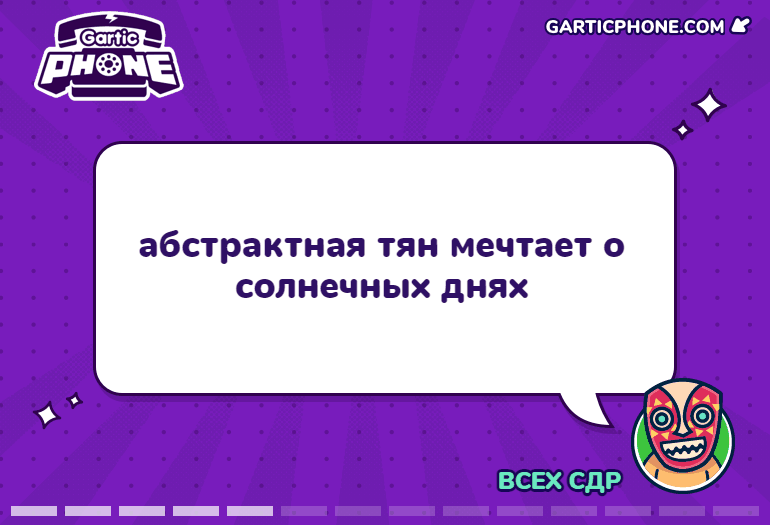 Gartic
PHONE
GARTICPHONE.COM
абстрактная тян мечтает о
солнечных днях
ВСЕХ СДР